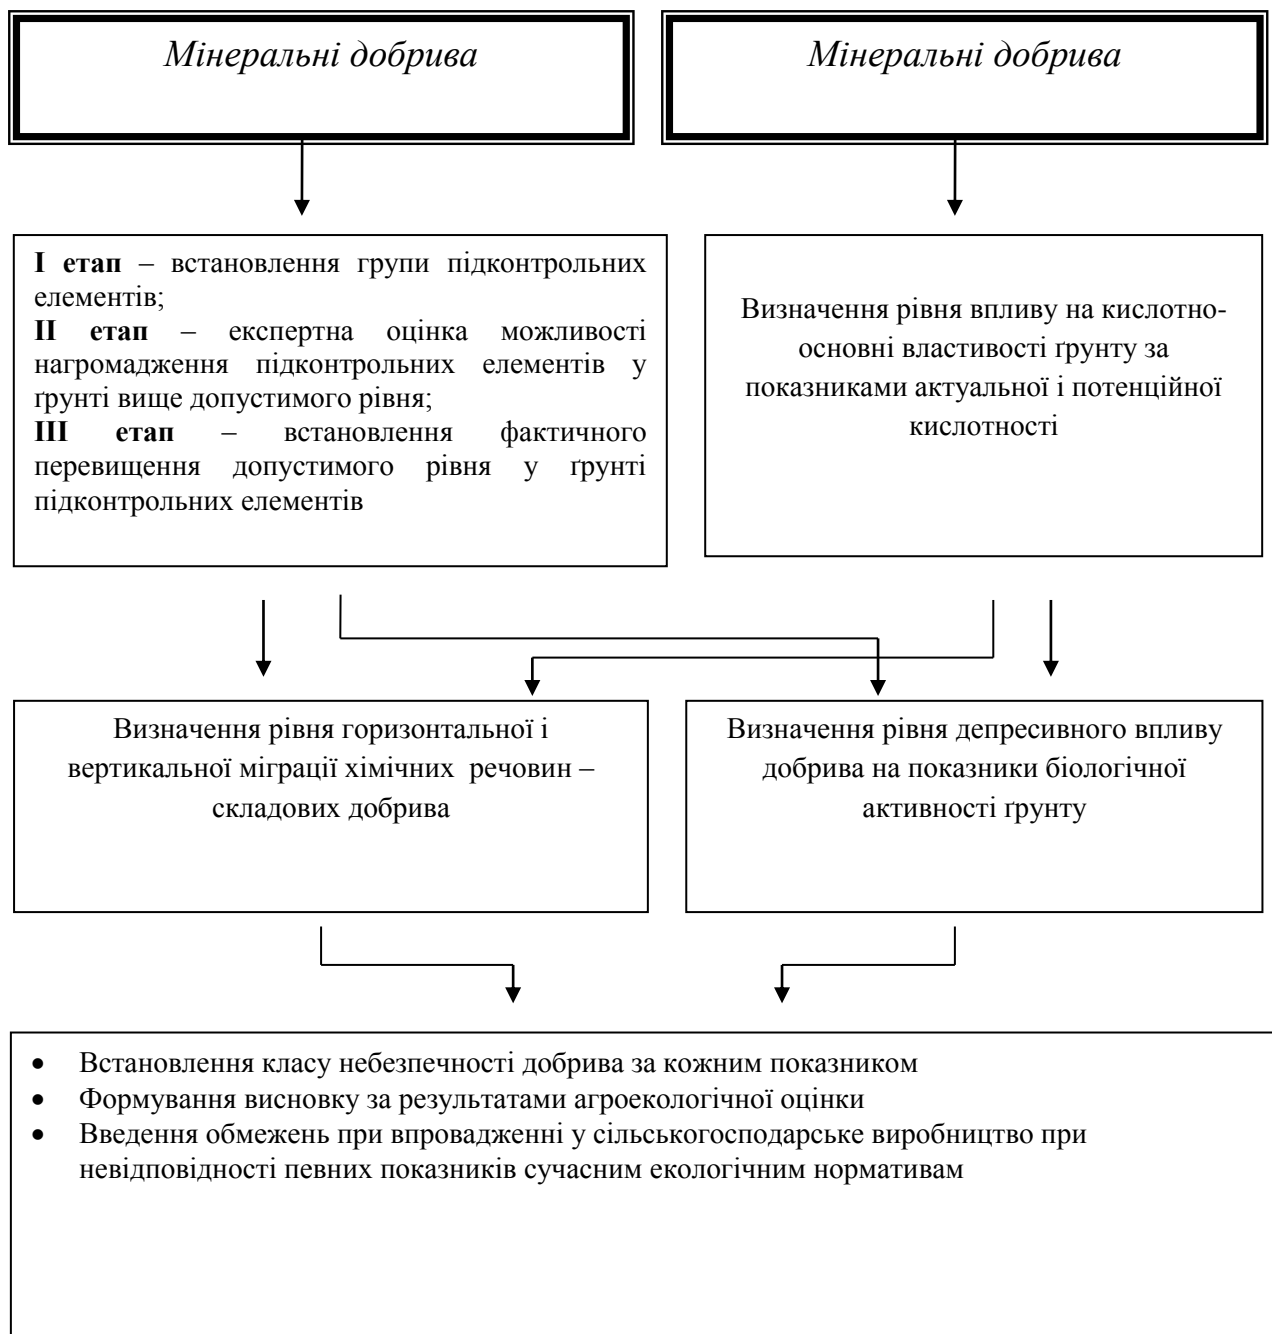 Мінеральні добрива
Мінеральні добрива
І етап – встановлення групи підконтрольних
елементів;
ІІ етап – експертна оцінка можливості
нагромадження підконтрольних елементів у
ґрунті вище допустимого рівня;
ІІІ етап – встановлення фактичного
перевищення допустимого рівня у ґрунті
підконтрольних елементів
Визначення рівня впливу на кислотно-
основні властивості ґрунту за
показниками актуальної і потенційної
кислотності
Визначення рівня горизонтальної і
вертикальної міграції хімічних речовин –
складових добрива
Визначення рівня депресивного впливу
добрива на показники біологічної
активності ґрунту
• Встановлення класу небезпечності добрива за кожним показником
• Формування висновку за результатами агроекологічної оцінки
• Введення обмежень при впровадженні у сільськогосподарське виробництво при
невідповідності певних показників сучасним екологічним нормативам